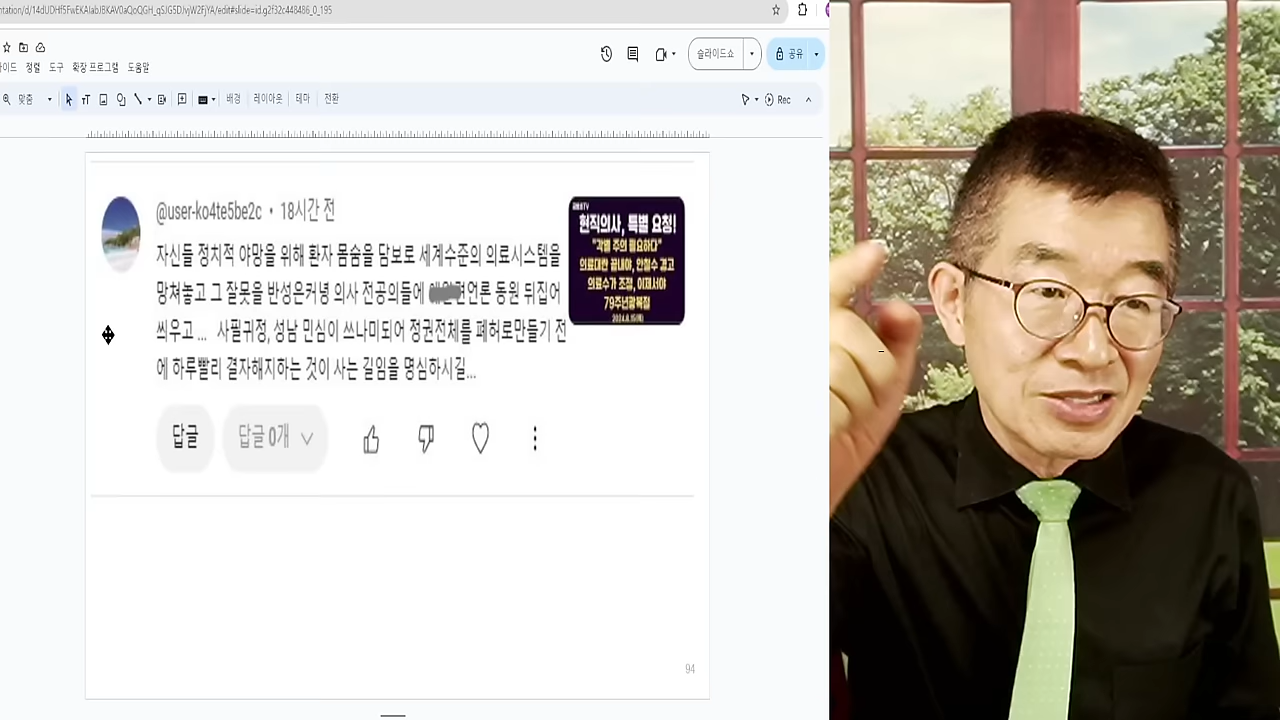 ntation/d/14dUDHf5FwEKAIabJBKAV0aQoQGH_qSJG5DJvjW2FjYA/edit#slide=id.g2f32c448486_0_195
슬라이드쇼
공유
라이드 정렬 도구 확장 프로그램 도움말
맞춤
배경 레이아웃 테마 전환
Rec
@user-ko4te5be2c • 18시간 전
자신들 정치적 야망을 위해 환자 몸숨을 담보로 세계수준의 의료시스템을
망쳐놓고 그 잘못을 반성은커녕 의사 전공의들에 언론 동원 뒤집어
씌우고 ... 사필귀정, 성남 민심이 쓰나미되어 정권전체를 폐허로만들기 전
에 하루빨리 결자해지하는 것이 사는 길임을 명심하시길...
현직의사, 특별 요청!
"각별 주의 필요하다"
의료대란 끝내야, 안철수 경고
의료수가 조정, 이제서야
79주년광복절
답글
답글 0개
94